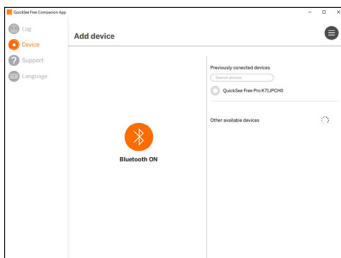 QuickSee Free Companion App
Log
Device
Support
Language
Add device
Bluetooth ON
Previously connected devices
Search devices
QuickSee Free Pro K71JPCH0
Other available devices